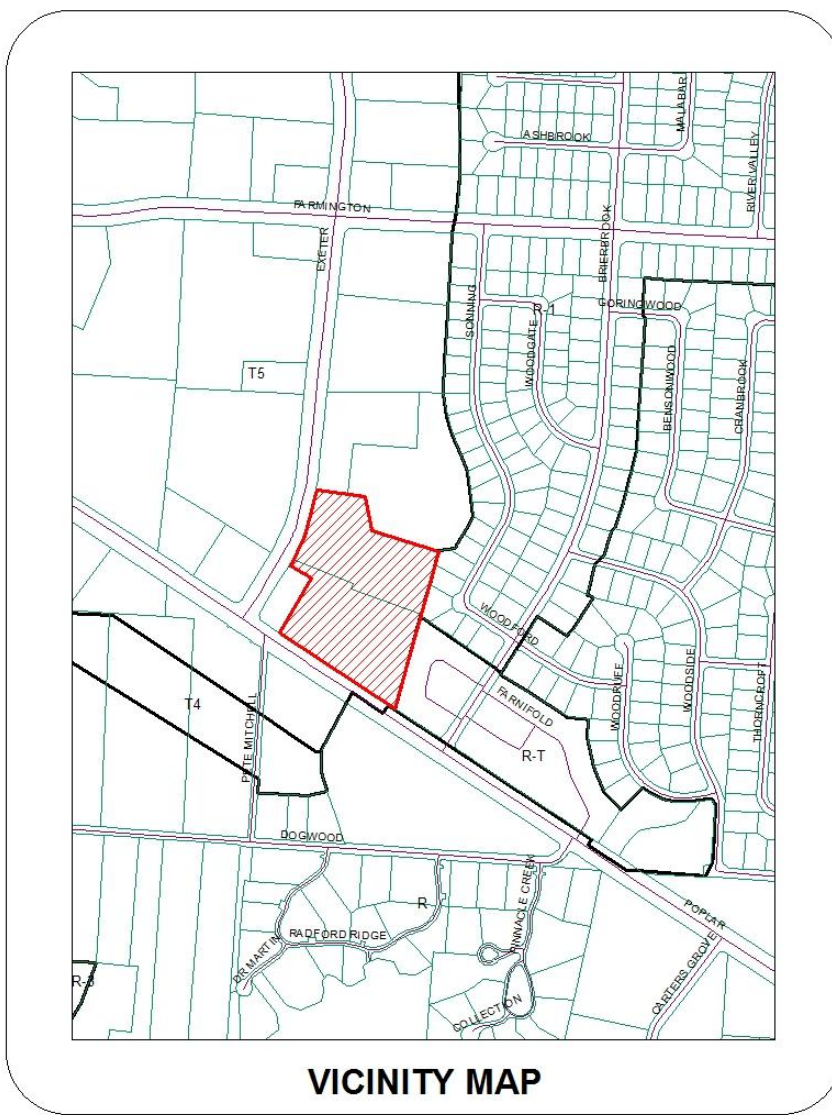 MALABAR
ASHBROOK
RIVER VALLEY
FARMINGTON
EXETER
BRIERBROOK
SONNING
GORINGWOOD
R-1
WOODGATE
BENSONWOOD
CRANBROOK
T5
WOODFORD
WOODRUFF
WOODSIDE
THORNCROFT
T4
PETE MITCHELL
FARNIFOLD
R-T
DOGWOOD
PINNACLE CREEK
R
POPLAR
RADFORD RIDGE
DR MARTIN
CARTERS GROVE
R-3
COLLECTION
VICINITY MAP